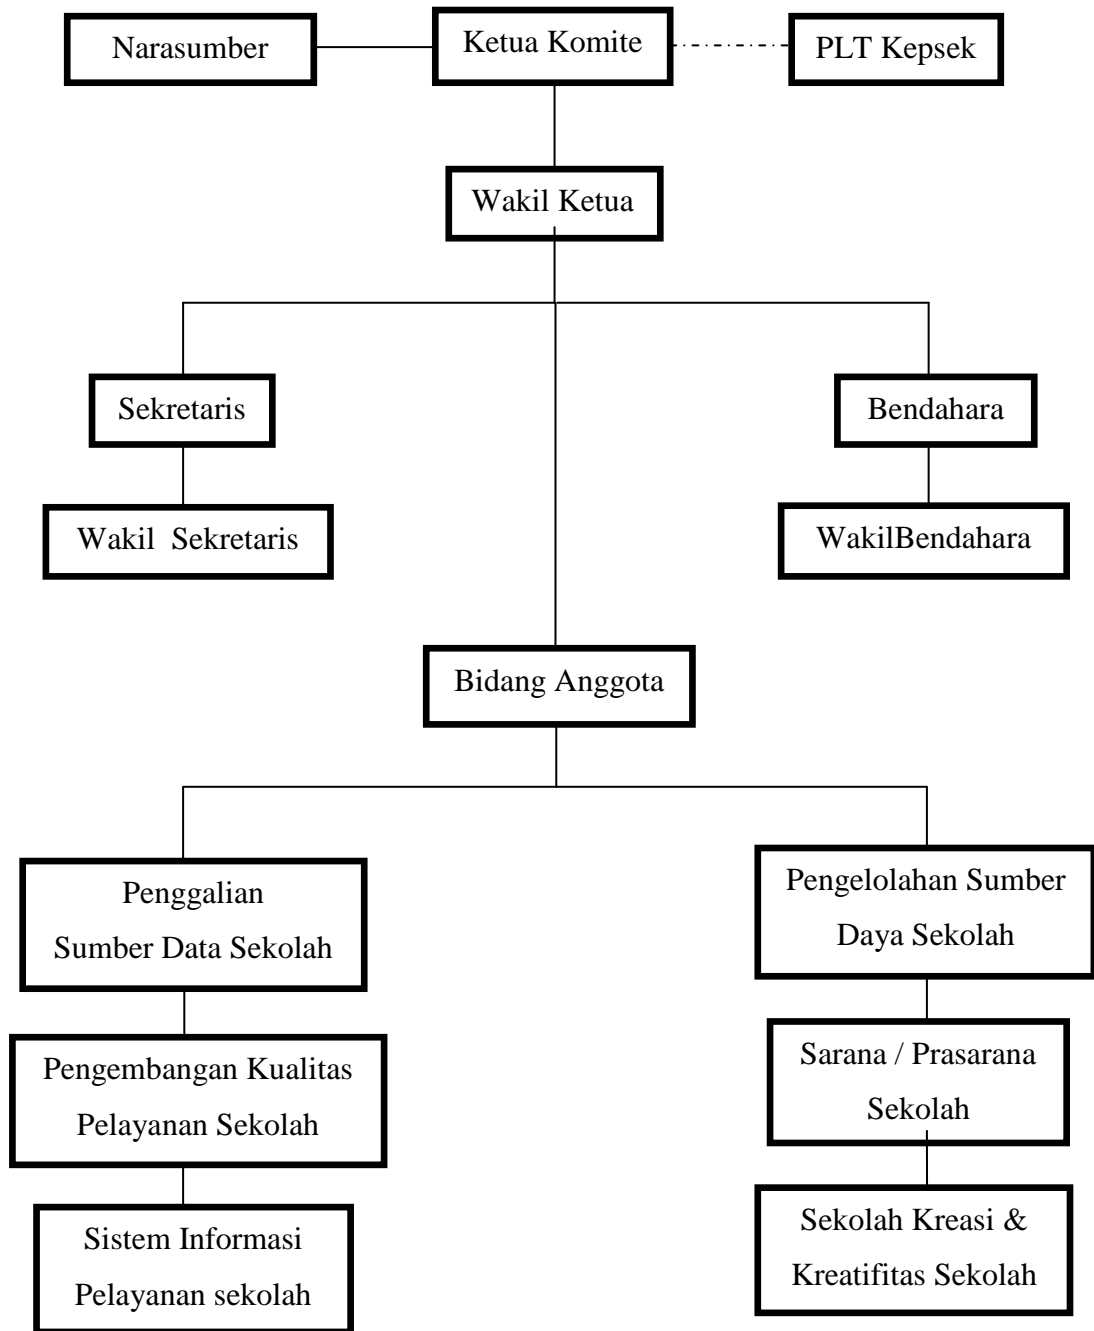 Narasumber
Ketua Komite
PLT Kepsek
Wakil Ketua
Sekretaris
Bendahara
Wakil  Sekretaris
WakilBendahara
Bidang Anggota
Penggalian
Sumber Data Sekolah
Pengelolahan Sumber
Daya Sekolah
Pengembangan Kualitas
Pelayanan Sekolah
Sarana / Prasarana
Sekolah
Sistem Informasi
Pelayanan sekolah
Sekolah Kreasi &
Kreatifitas Sekolah